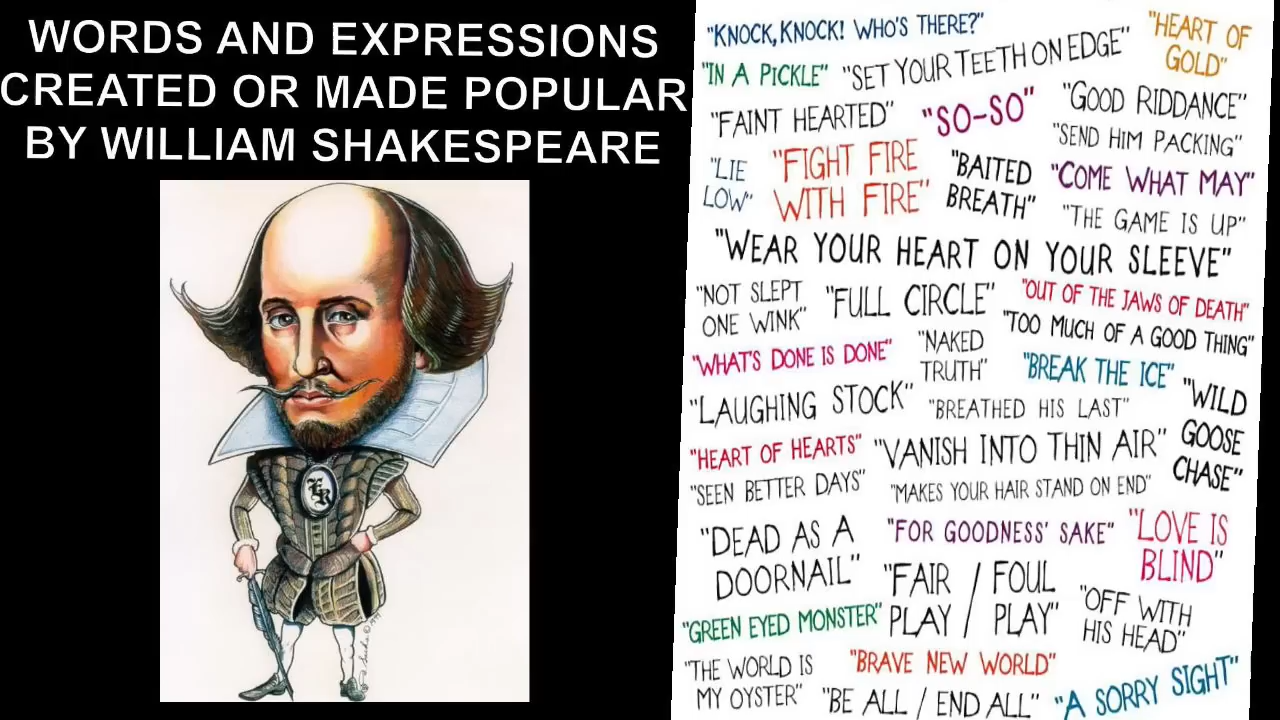 WORDS AND EXPRESSIONS
CREATED OR MADE POPULAR
BY WILLIAM SHAKESPEARE
"KNOCK, KNOCK! WHO'S THERE?"
"HEART OF
GOLD"
"IN A PICKLE"
"SET YOUR TEETH ON EDGE"
"FAINT HEARTED"
"SO-SO"
"GOOD RIDDANCE"
"SEND HIM PACKING"
"LIE
LOW"
"FIGHT FIRE
WITH FIRE"
"BAITED
BREATH"
"COME WHAT MAY"
"THE GAME IS UP"
"WEAR YOUR HEART ON YOUR SLEEVE"
"NOT SLEPT
ONE WINK"
"FULL CIRCLE"
"OUT OF THE JAWS OF DEATH"
"TOO MUCH OF A GOOD THING"
"WHAT'S DONE IS DONE"
"NAKED
TRUTH"
"BREAK THE ICE"
"WILD
GOOSE
CHASE"
"LAUGHING STOCK"
"BREATHED HIS LAST"
"HEART OF HEARTS"
"VANISH INTO THIN AIR"
"SEEN BETTER DAYS"
"MAKES YOUR HAIR STAND ON END"
"DEAD AS A
DOORNAIL"
"FOR GOODNESS' SAKE"
"LOVE IS
BLIND"
"FAIR / FOUL
PLAY / PLAY"
"OFF WITH
HIS HEAD"
"GREEN EYED MONSTER"
"THE WORLD IS
MY OYSTER"
"BRAVE NEW WORLD"
"BE ALL / END ALL"
"A SORRY SIGHT"